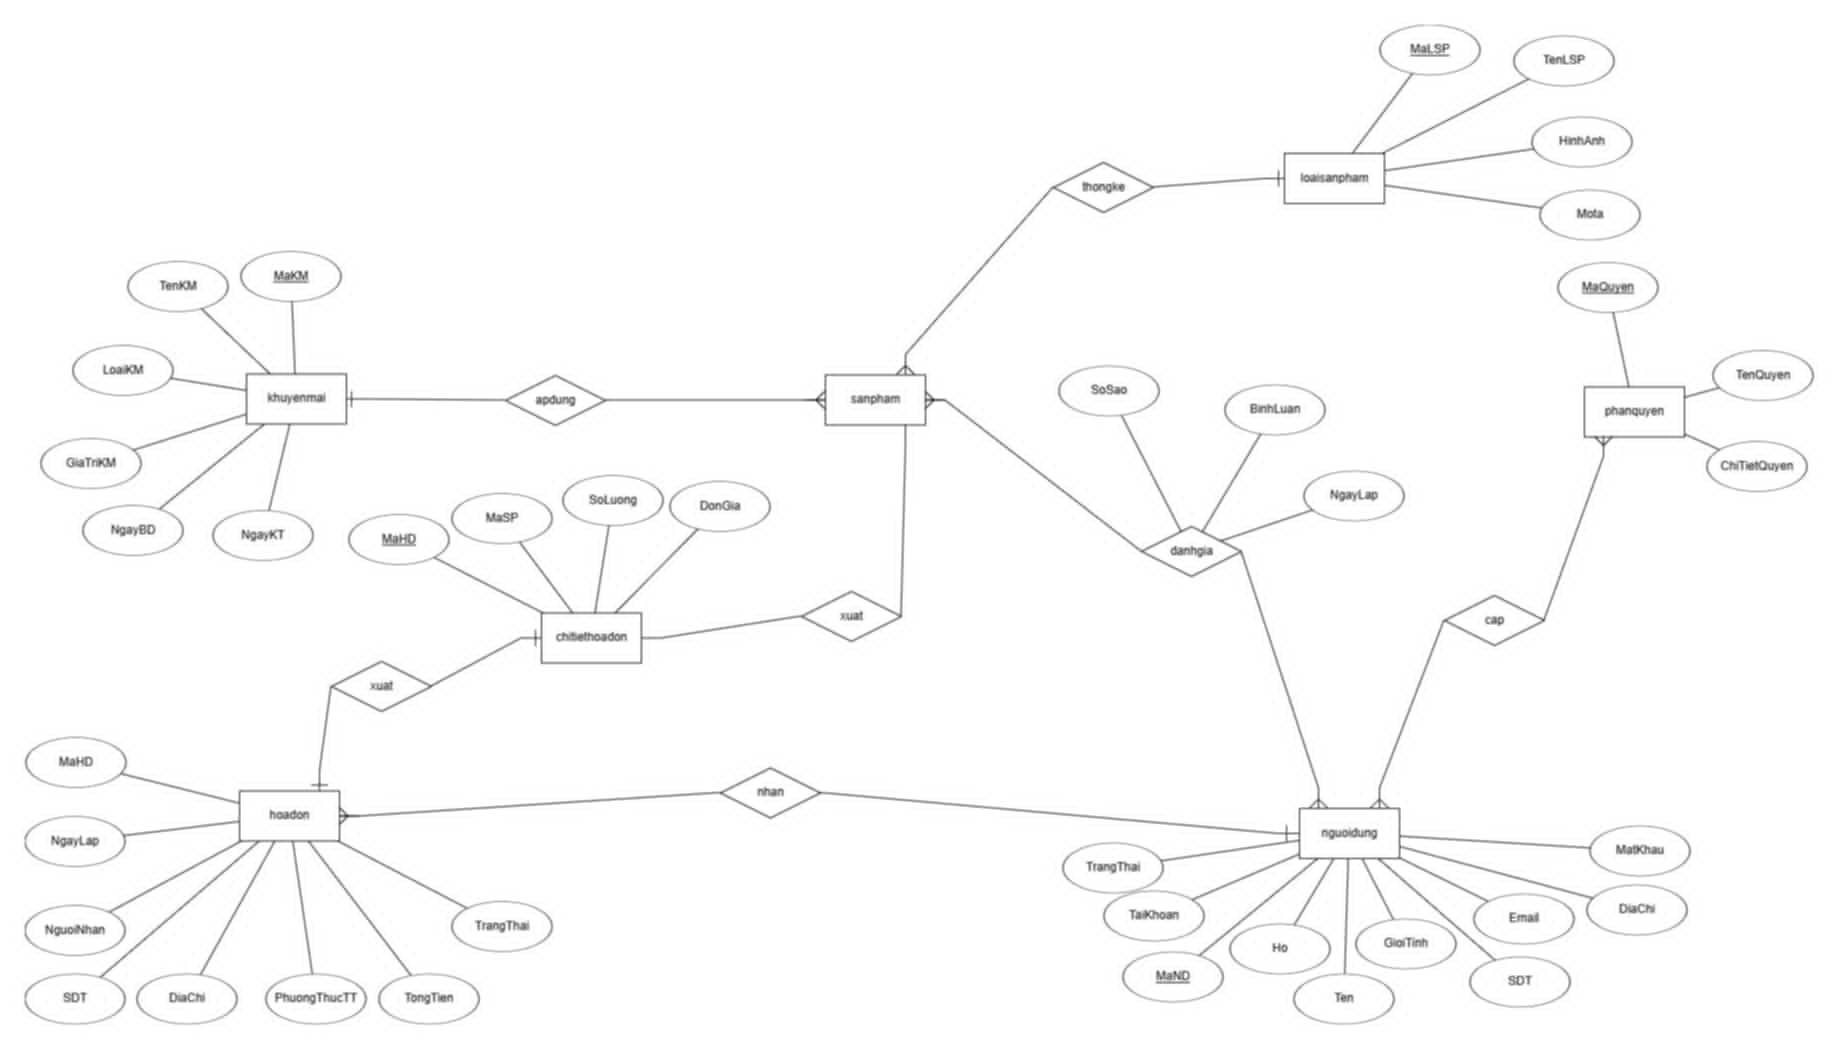 MaLSP
TenLSP
HinhAnh
Mota
thongke
loaisanpham
MaQuyen
TenKM
MaKM
LoaiKM
khuyenmai
apdung
sanpham
SoSao
BinhLuan
NgayLap
TenQuyen
phanquyen
ChiTietQuyen
GiaTriKM
NgayBD
NgayKT
MaHD
MaSP
SoLuong
DonGia
danhgia
chitiethoadon
xuat
cap
xuat
MaHD
NgayLap
hoadon
nhan
nguoidung
NguoiNhan
SDT
DiaChi
PhuongThucTT
TongTien
TrangThai
TrangThai
TaiKhoan
MaND
Ho
Ten
GioiTinh
SDT
Email
DiaChi
MatKhau